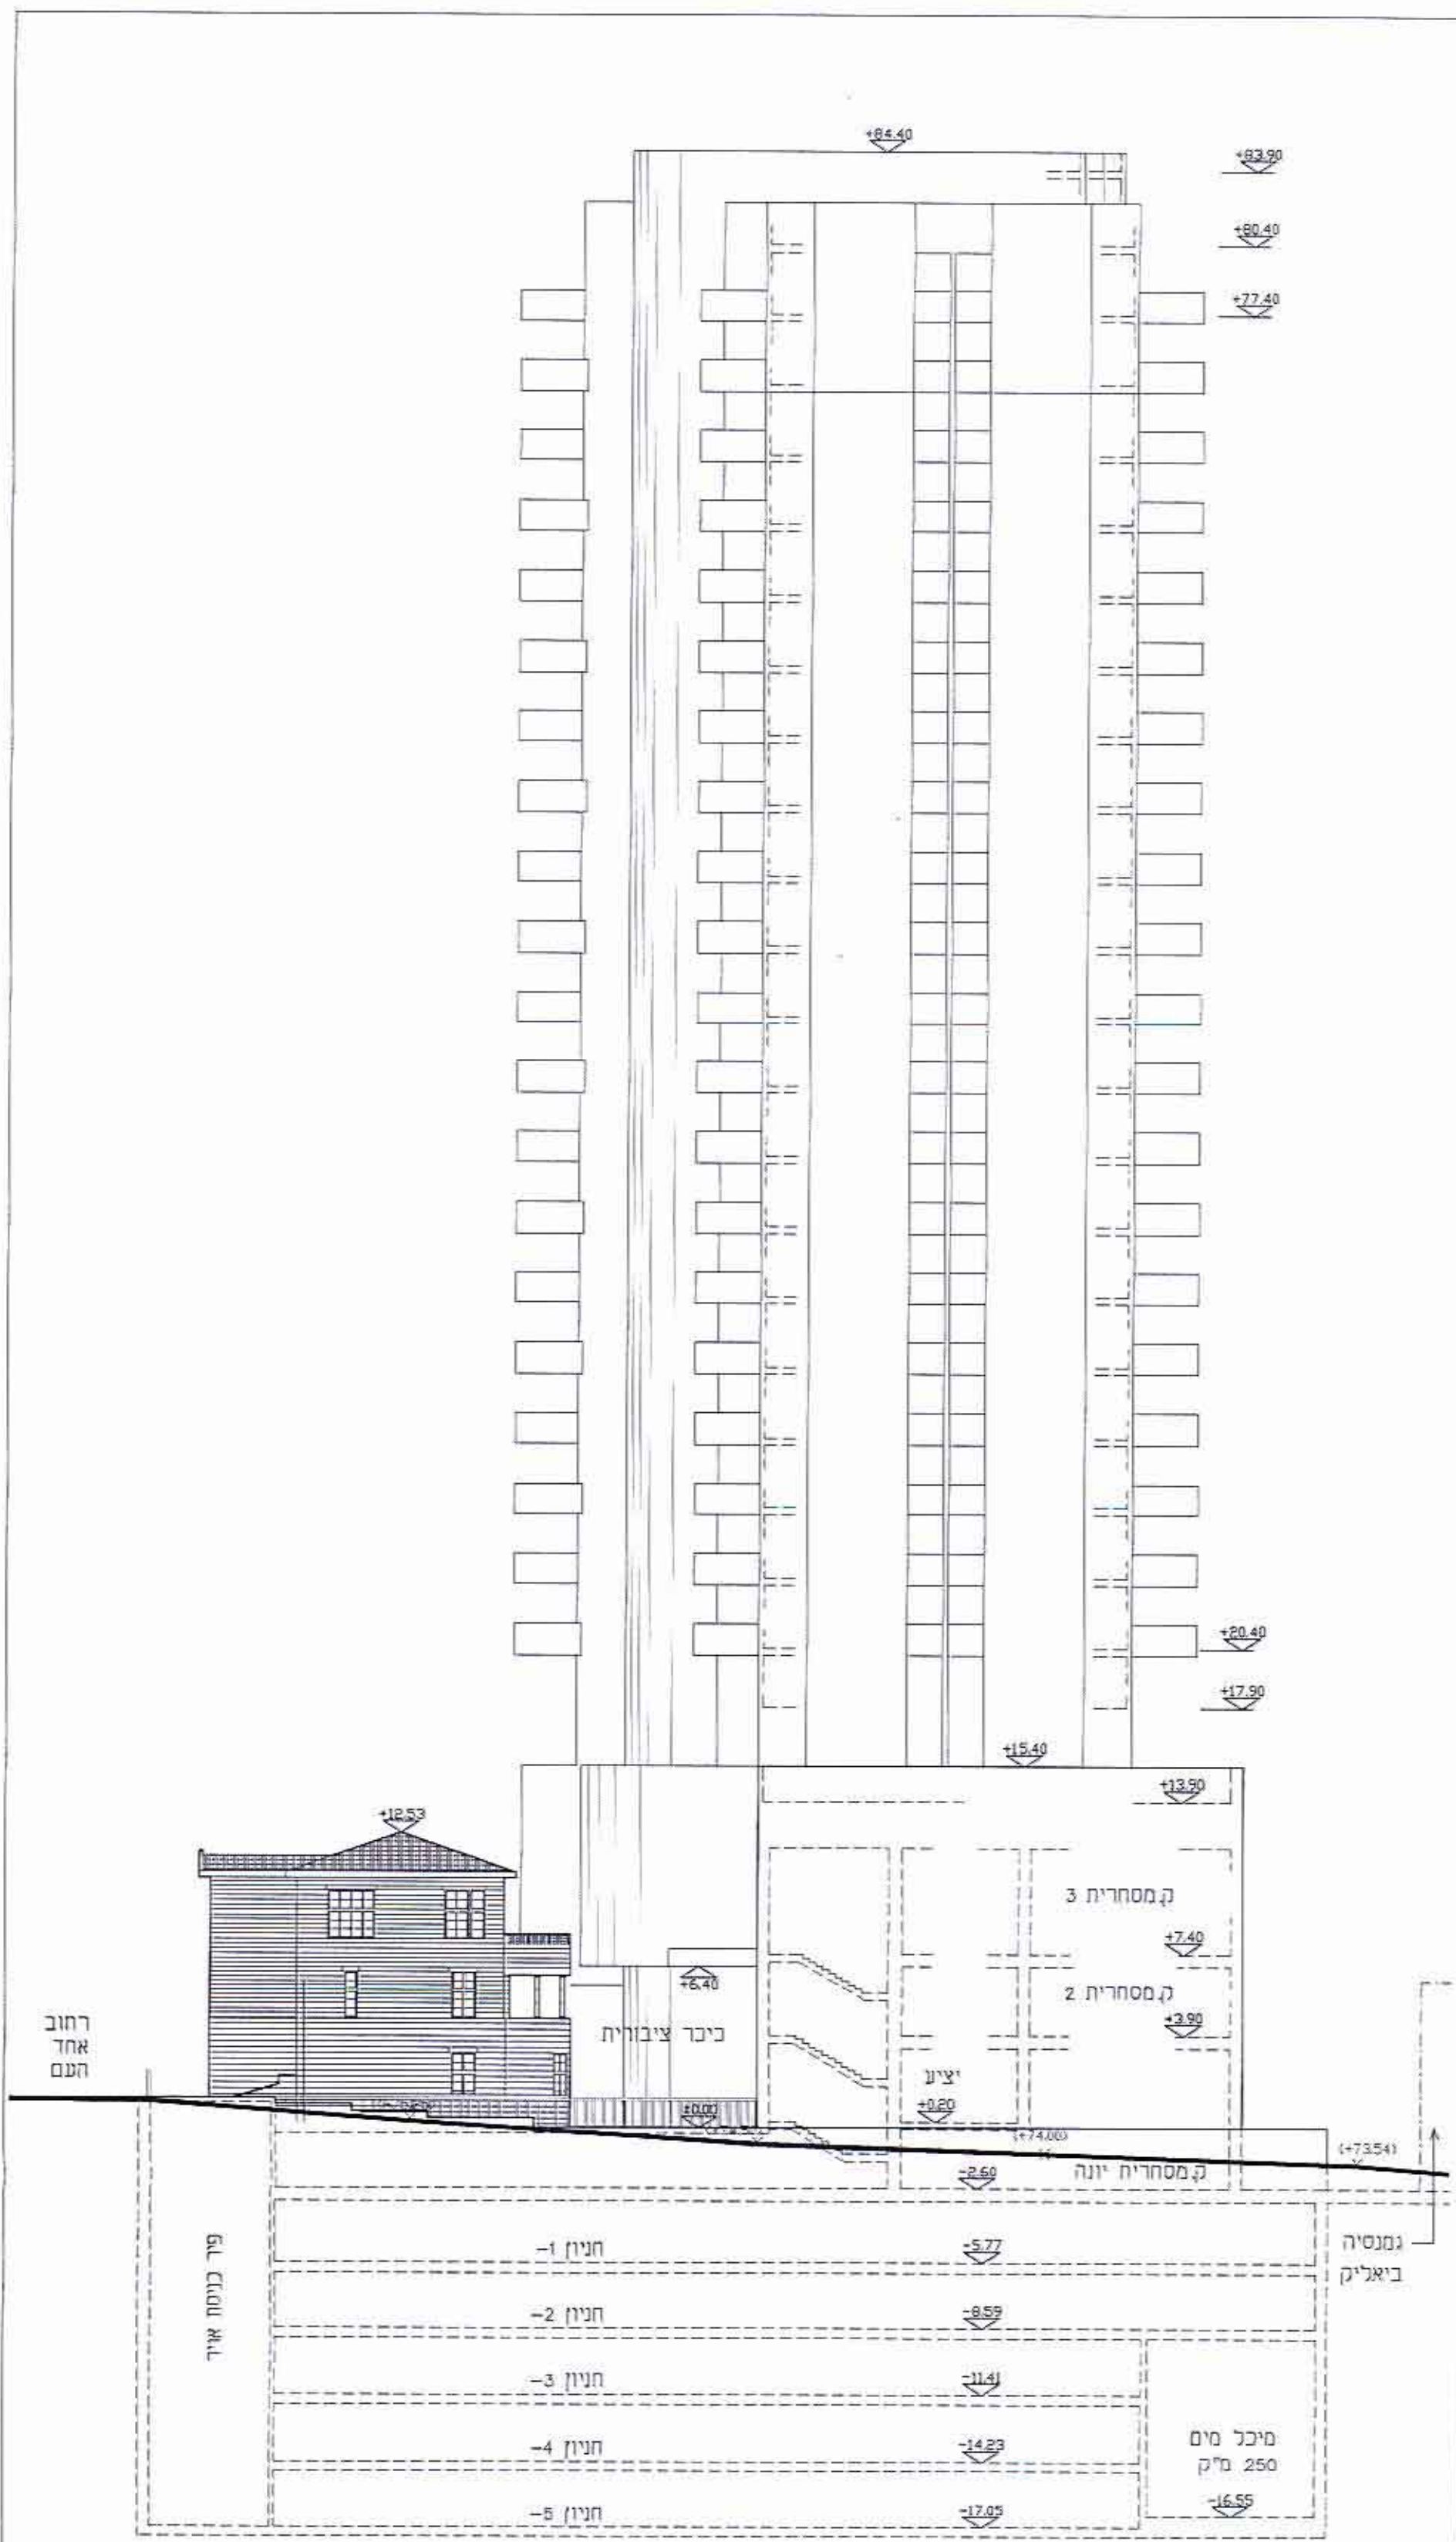 +84.40
+83.90
+80.40
+77.40
+20.40
+17.90
+15.40
+13.90
+12.53
ק.מסחרית 3
+7.40
+6.40
ק.מסחרית 2
+3.90
רחוב
אחד
העם
כיכר ציבורית
יציע
+0.20
±0.00
(+74.00)
(+73.54)
ק.מסחרית יונה
-2.60
גמנסיה
ביאליק
פיר כניסת אויר
חניון 1-
-5.77
חניון 2-
-8.59
חניון 3-
-11.41
חניון 4-
-14.23
מיכל מים
250 מ"ק
-16.55
חניון 5-
-17.05